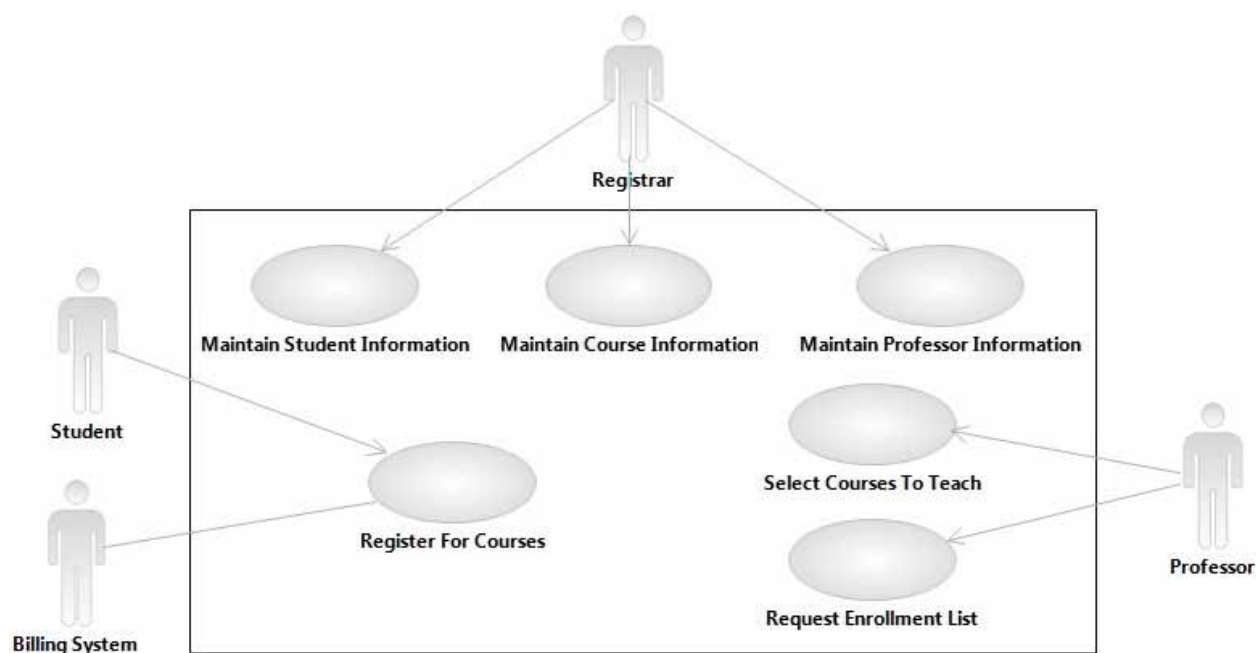 Registrar
Maintain Student Information
Maintain Course Information
Maintain Professor Information
Student
Select Courses To Teach
Register For Courses
Professor
Request Enrollment List
Billing System